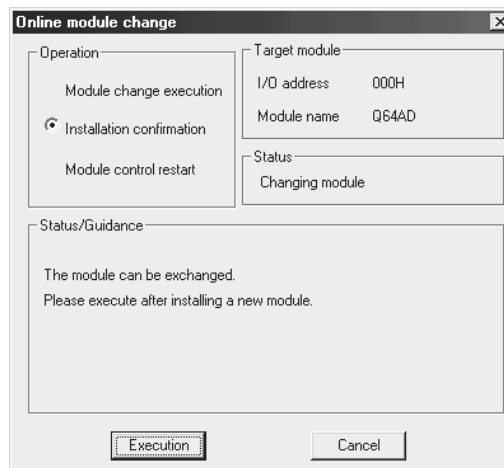 Online module change
Operation
Module change execution
Installation confirmation
Module control restart
Target module
I/O address 000H
Module name Q64AD
Status
Changing module
Status/Guidance
The module can be exchanged.
Please execute after installing a new module.
Execution
Cancel